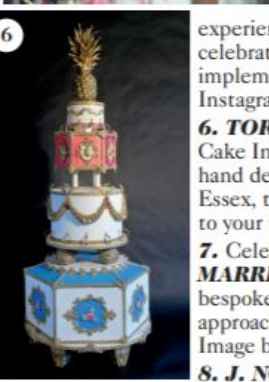 6
experien
celebrat
implem
Instagra
6. TOR
Cake In
hand de
Essex, t
to your
7. Cele
MARRI
bespoke
approac
Image b
8. J. N